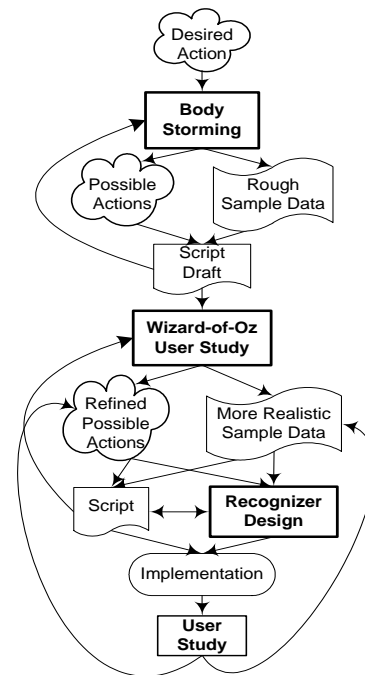 Desired
Action
Body
Storming
Possible
Actions
Rough
Sample Data
Script
Draft
Wizard-of-Oz
User Study
Refined
Possible
Actions
More Realistic
Sample Data
Script
Recognizer
Design
Implementation
User
Study